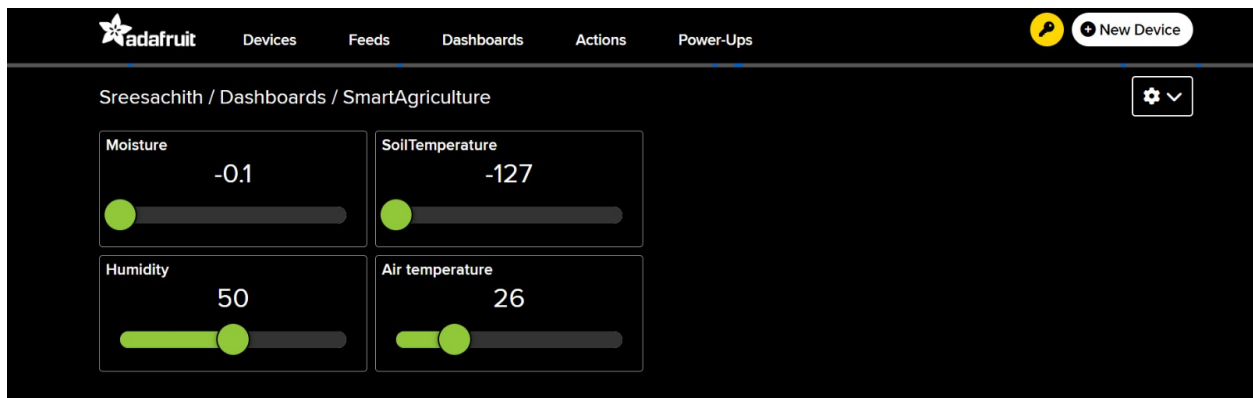 adafruit Devices Feeds Dashboards Actions Power-Ups New Device
Sreesachith / Dashboards / SmartAgriculture
Moisture
-0.1
SoilTemperature
-127
Humidity
50
Air temperature
26